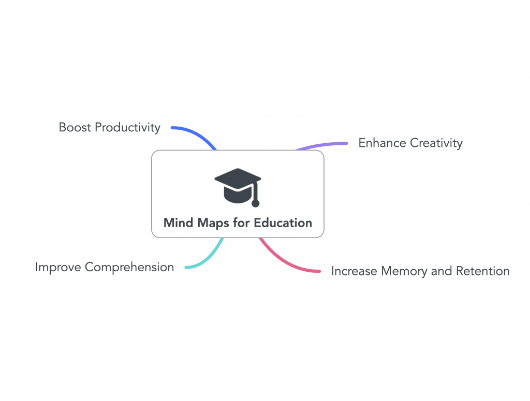 Boost Productivity
Enhance Creativity
Mind Maps for Education
Improve Comprehension
Increase Memory and Retention